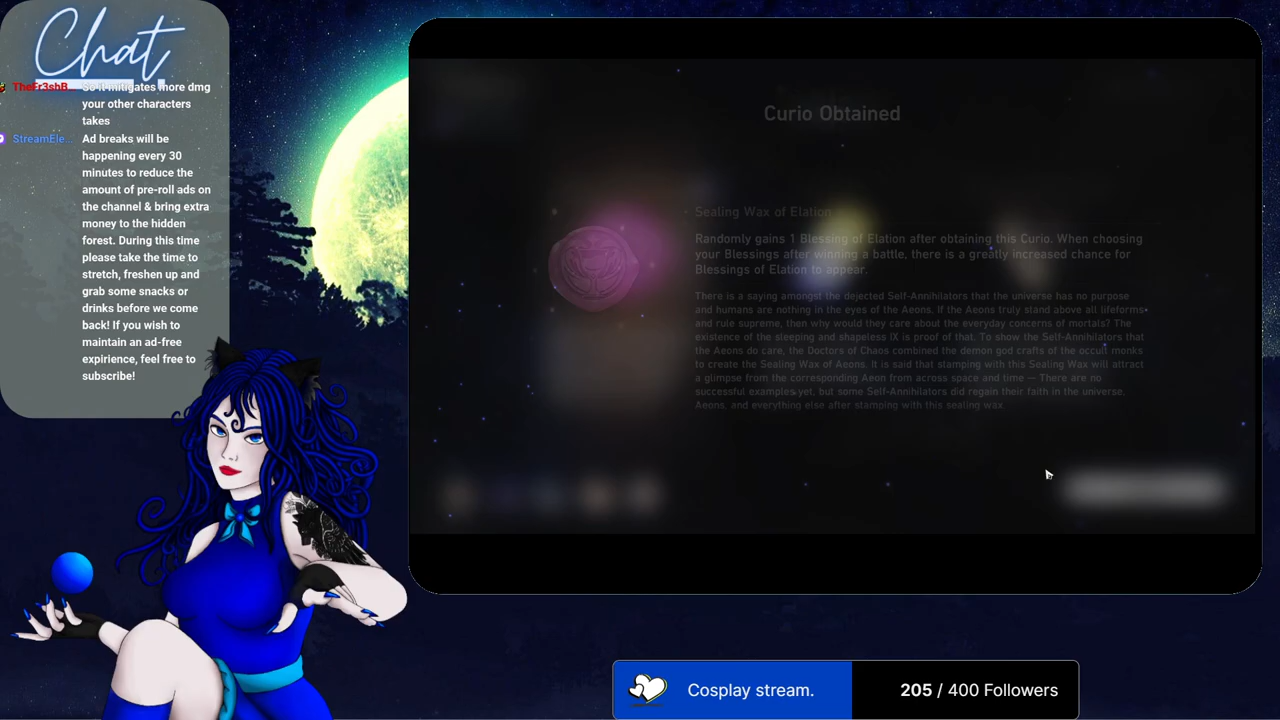 Chat
TheFr3shB... So it mitigates more dmg
your other characters
takes
StreamEle... Ad breaks will be
happening every 30
minutes to reduce the
amount of pre-roll ads on
the channel & bring extra
money to the hidden
forest. During this time
please take the time to
stretch, freshen up and
grab some snacks or
drinks before we come
back! If you wish to
maintain an ad-free
expirience, feel free to
subscribe!
Curio Obtained
Sealing Wax of Elation
Randomly gains 1 Blessing of Elation after obtaining this Curio. When choosing
your Blessings after winning a battle, there is a greatly increased chance for
Blessings of Elation to appear.
There is a saying amongst the dejected Self-Annihilators that the universe has no purpose
and humans are nothing in the eyes of the Aeons. If the Aeons truly stand above all lifeforms
and rule supreme, then why would they care about the everyday concerns of mortals? The
existence of the sleeping and shapeless IX is proof of that. To show the Self-Annihilators that
the Aeons do care, the Doctors of Chaos combined the demon god crafts of the occult monks
to create the Sealing Wax of Aeons. It is said that stamping with this Sealing Wax will attract
a glimpse from the corresponding Aeon from across space and time — There are no
successful examples yet, but some Self-Annihilators did regain their faith in the universe,
Aeons, and everything else after stamping with this sealing wax.
Cosplay stream.
205 / 400 Followers